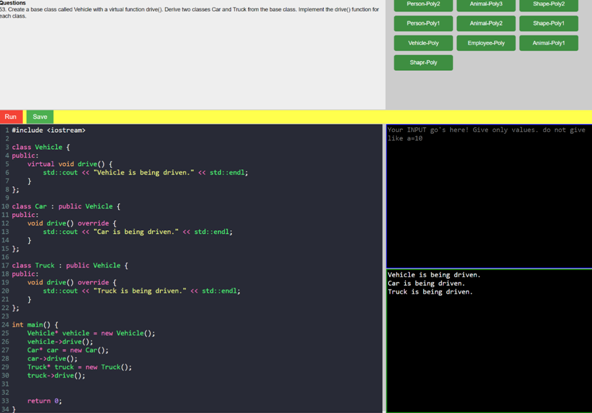 Questions
53. Create a base class called Vehicle with a virtual function drive(). Derive two classes Car and Truck from the base class. Implement the drive() function for
each class.
Person-Poly2 Animal-Poly3 Shape-Poly2
Person-Poly1 Animal-Poly2 Shape-Poly1
Vehicle-Poly Employee-Poly Animal-Poly1
Shapr-Poly
Run Save
1 #include <iostream>
2
3 class Vehicle {
4 public:
5 virtual void drive() {
6 std::cout << "Vehicle is being driven." << std::endl;
7 }
8 };
9
10 class Car : public Vehicle {
11 public:
12 void drive() override {
13 std::cout << "Car is being driven." << std::endl;
14 }
15 };
16
17 class Truck : public Vehicle {
18 public:
19 void drive() override {
20 std::cout << "Truck is being driven." << std::endl;
21 }
22 };
23
24 int main() {
25 Vehicle* vehicle = new Vehicle();
26 vehicle->drive();
27 Car* car = new Car();
28 car->drive();
29 Truck* truck = new Truck();
30 truck->drive();
31
32
33 return 0;
34 }
Your INPUT go's here! Give only values. do not give
like a=10
Vehicle is being driven.
Car is being driven.
Truck is being driven.